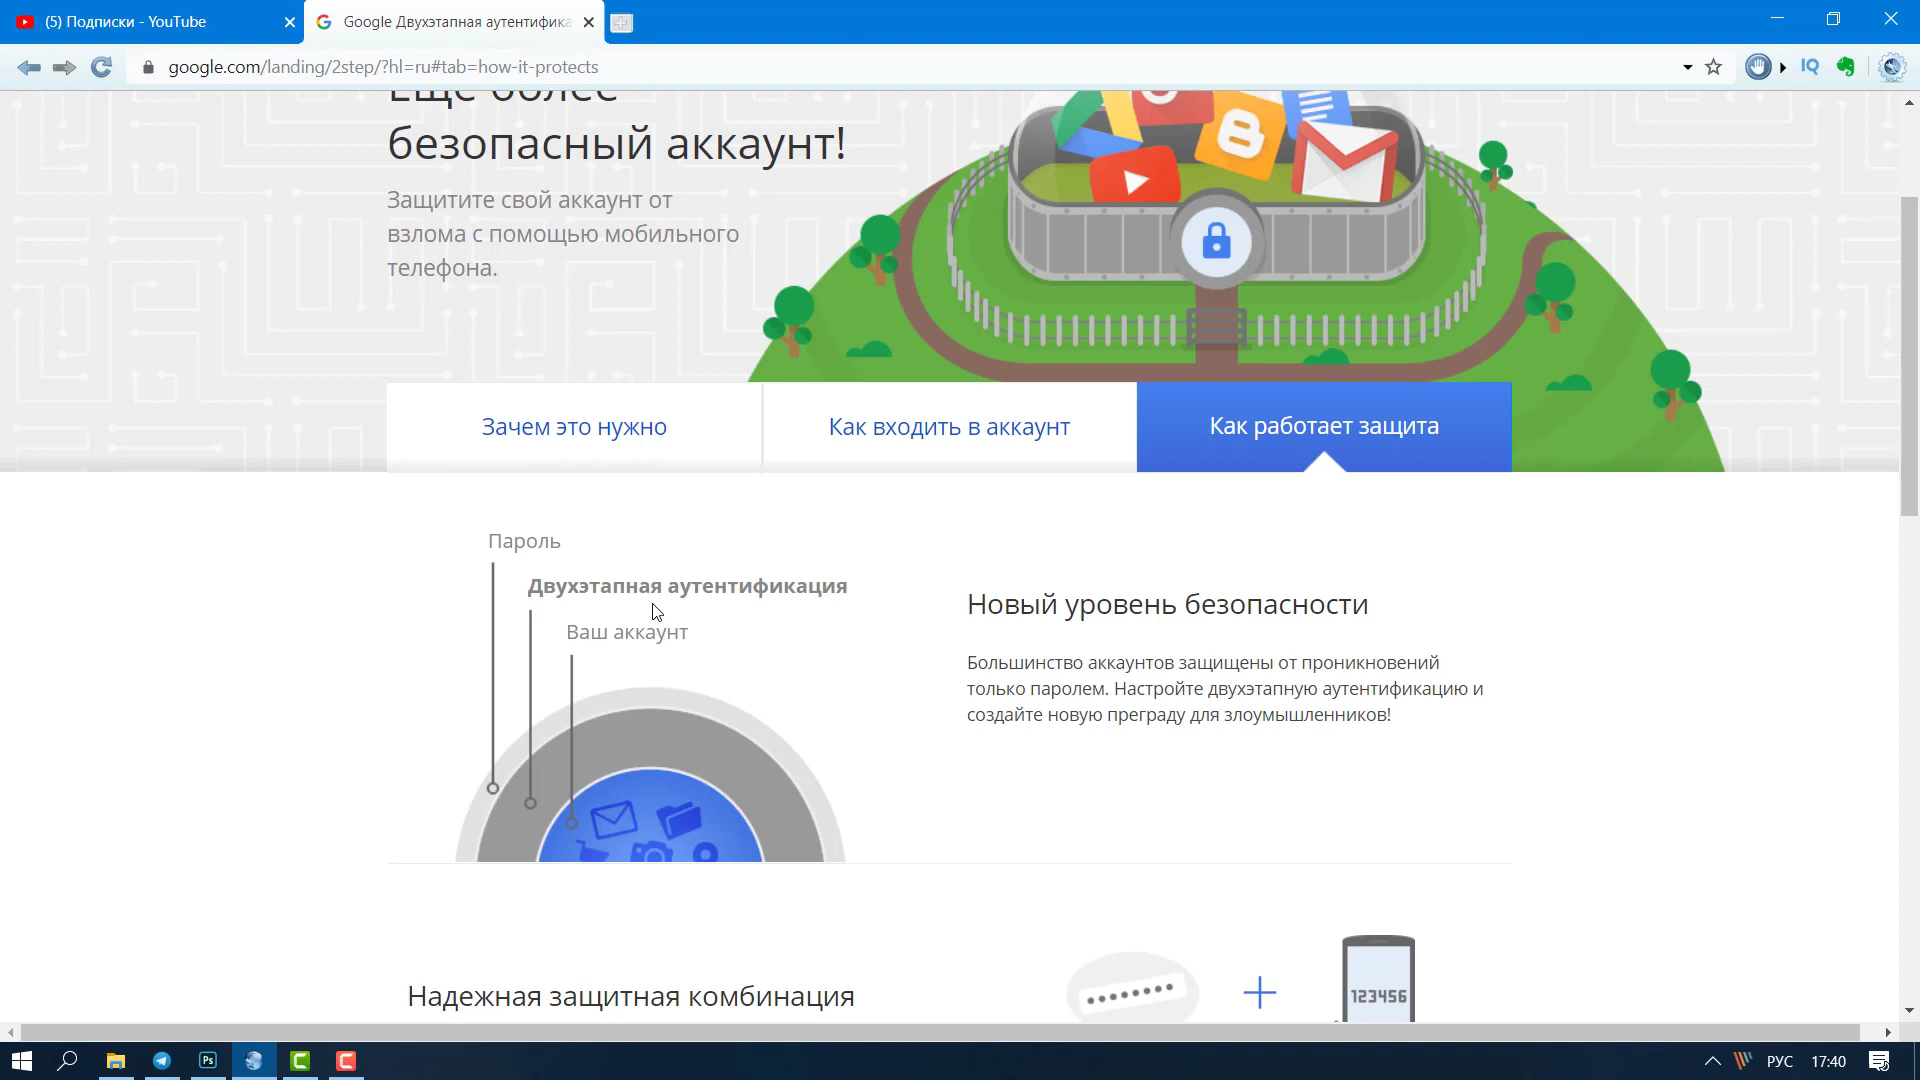 (5) Подписки - YouTube
Google Двухэтапная аутентифика
google.com/landing/2step/?hl=ru#tab=how-it-protects
IQ
Еще более
безопасный аккаунт!
Защитите свой аккаунт от
взлома с помощью мобильного
телефона.
Зачем это нужно
Как входить в аккаунт
Как работает защита
Пароль
Двухэтапная аутентификация
Ваш аккаунт
Новый уровень безопасности
Большинство аккаунтов защищены от проникновений
только паролем. Настройте двухэтапную аутентификацию и
создайте новую преграду для злоумышленников!
Надежная защитная комбинация
123456
Ps
РУС
17:40